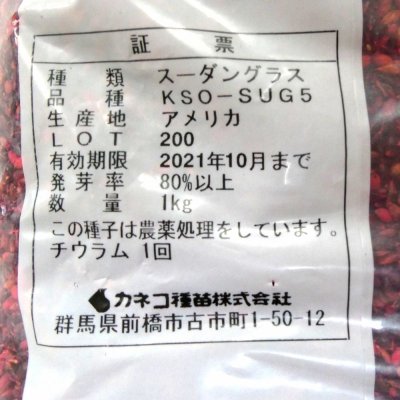 証　票
種　類　スーダングラス
品　種　KSO-SUG5
生産地　アメリカ
LOT　200
有効期限　2021年10月まで
発芽率　80%以上
数　量　1kg
この種子は農薬処理をしています。
チウラム 1回
カネコ種苗株式会社
群馬県前橋市古市町1-50-12